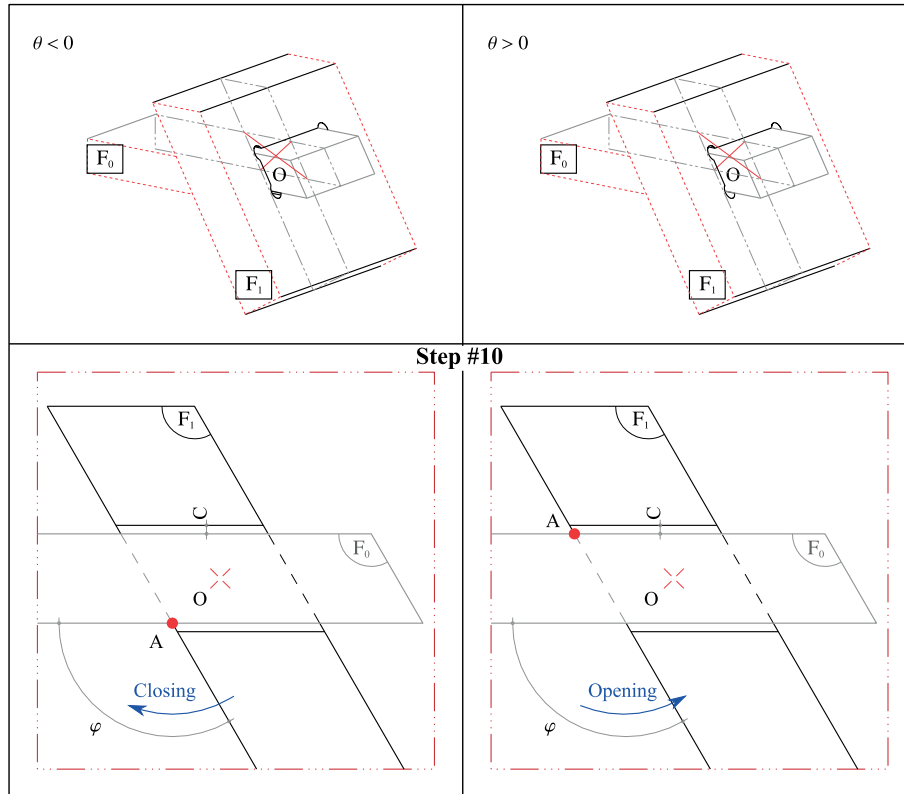 θ < 0
F₀
O
F₁
θ > 0
F₀
O
F₁
Step #10
F₁
C
F₀
O
A
Closing
φ
F₁
A
C
F₀
O
Opening
φ